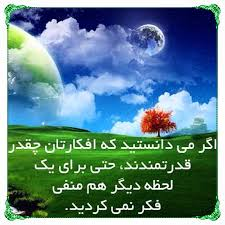 اگر می دانستید که افکارتان چقدر
قدرتمندند، حتی برای یک
لحظه دیگر هم منفی
فکر نمی کردید.